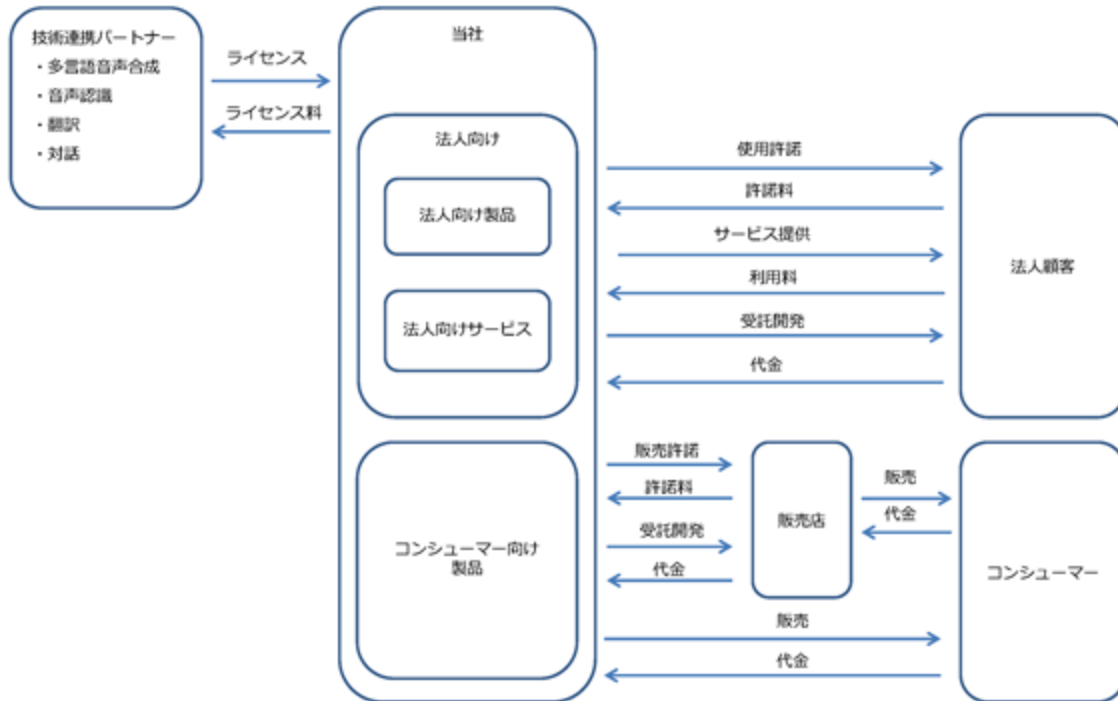 技術連携パートナー
・多言語音声合成
・音声認識
・翻訳
・対話
ライセンス
ライセンス料
当社
法人向け
法人向け製品
法人向けサービス
使用許諾
許諾料
サービス提供
利用料
受託開発
代金
法人顧客
コンシューマー向け
製品
販売許諾
許諾料
受託開発
代金
販売店
販売
代金
販売
代金
コンシューマー